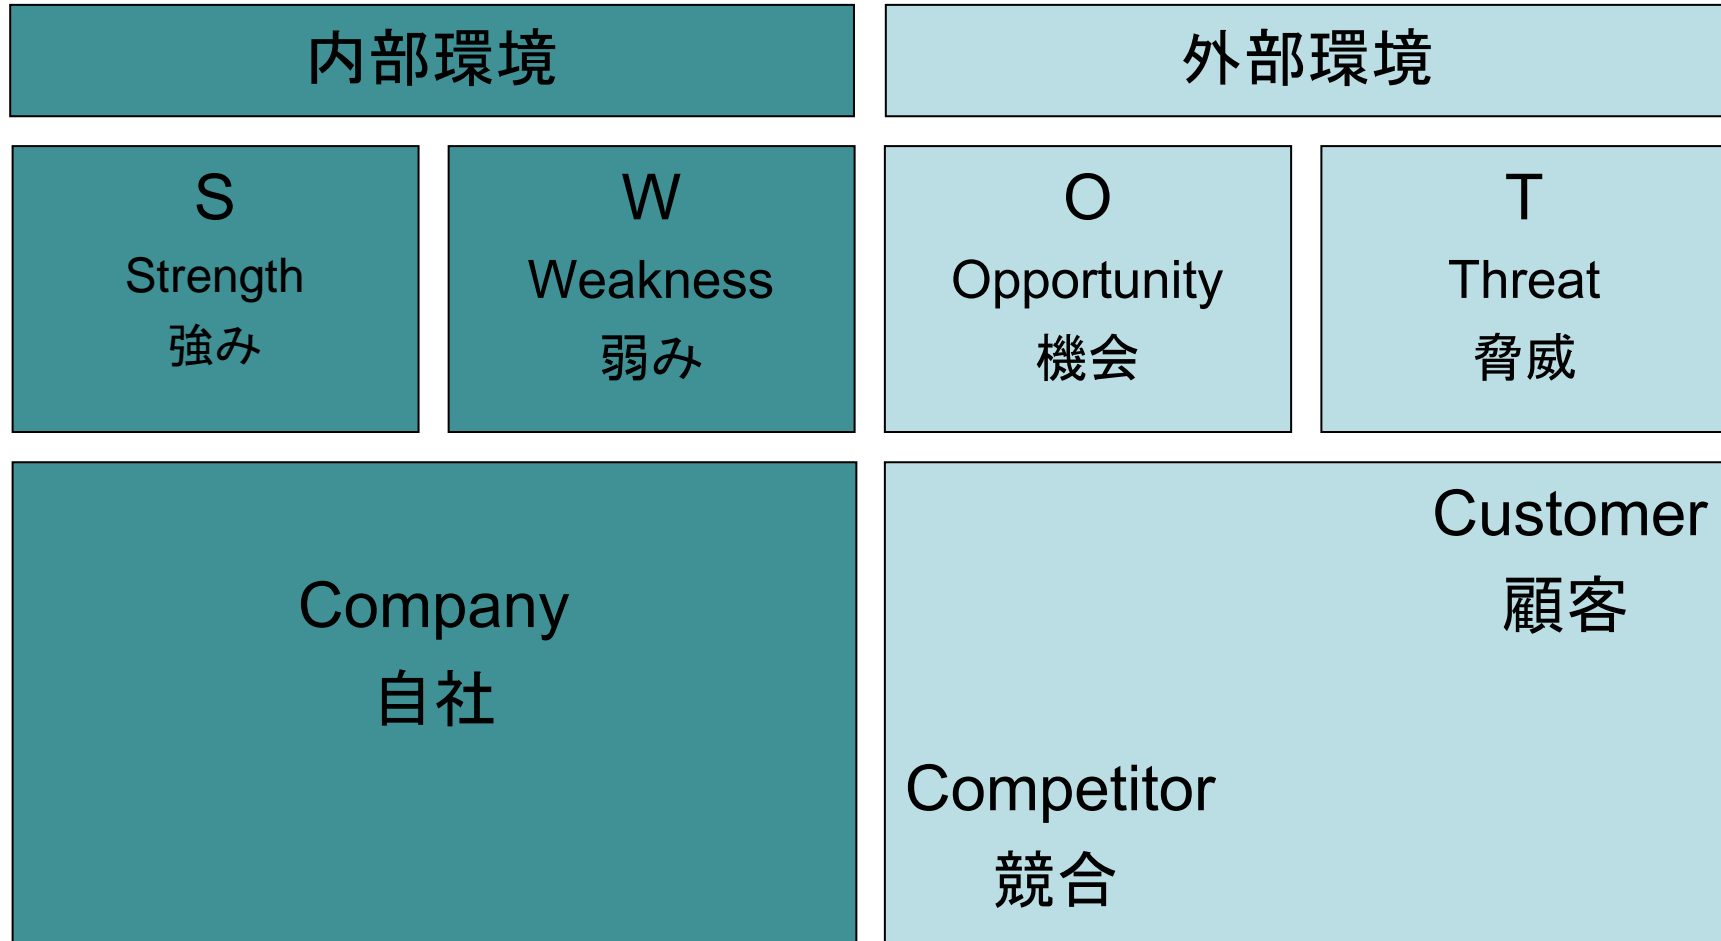 内部環境
外部環境
S
Strength
強み
W
Weakness
弱み
O
Opportunity
機会
T
Threat
脅威
Company
自社
Customer
顧客
Competitor
競合